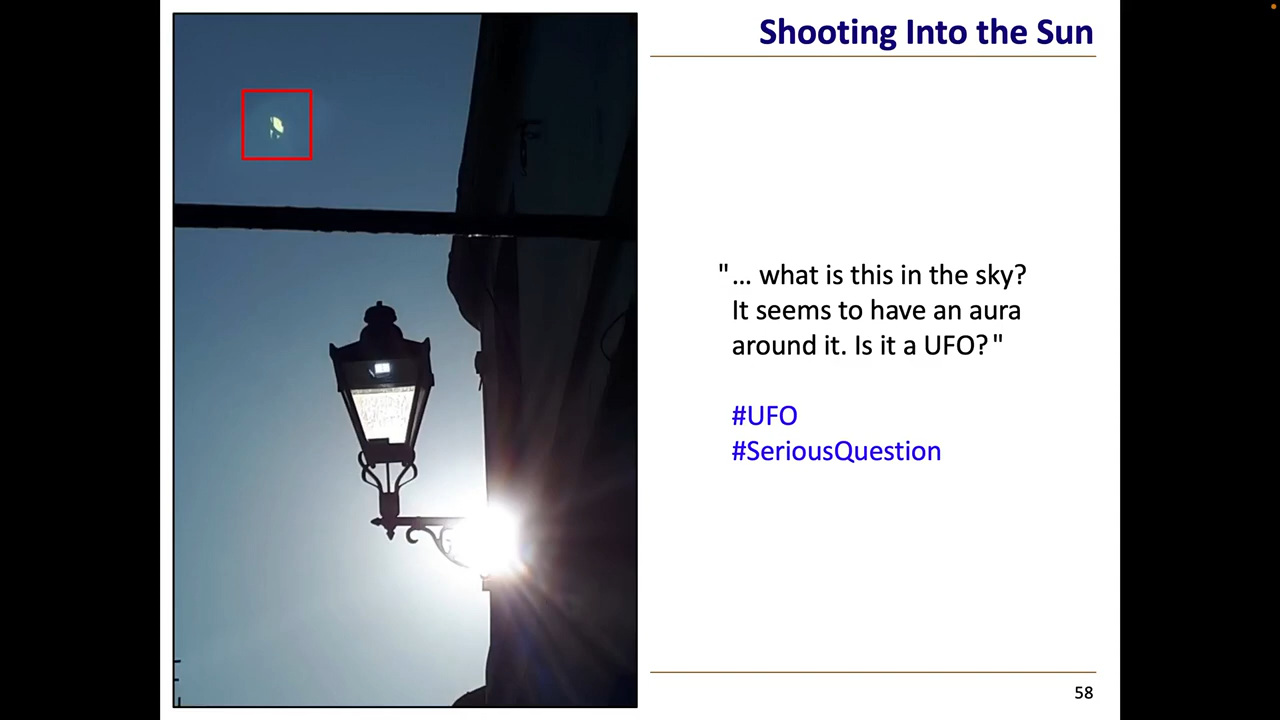 Shooting Into the Sun
"... what is this in the sky?
It seems to have an aura
around it. Is it a UFO?"
#UFO
#SeriousQuestion
58